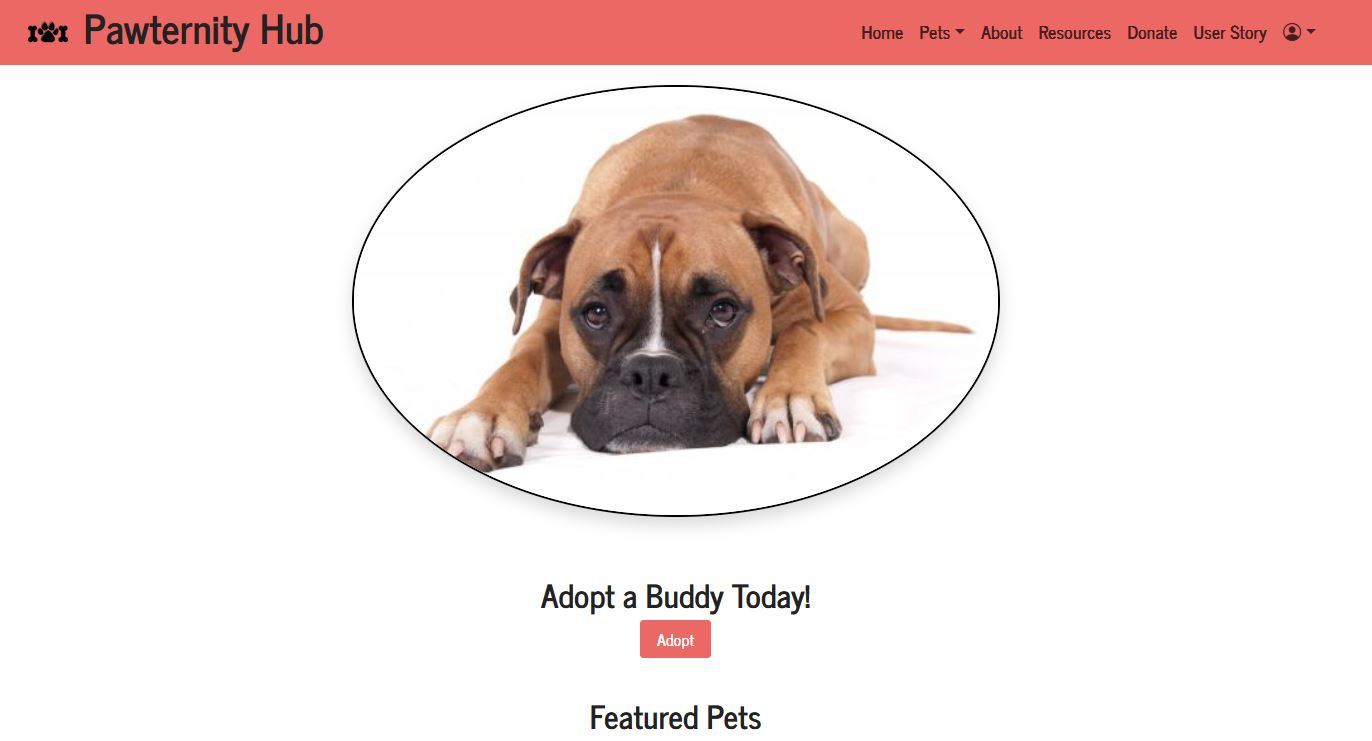 Pawternity Hub
Home Pets About Resources Donate User Story
Adopt a Buddy Today!
Adopt
Featured Pets